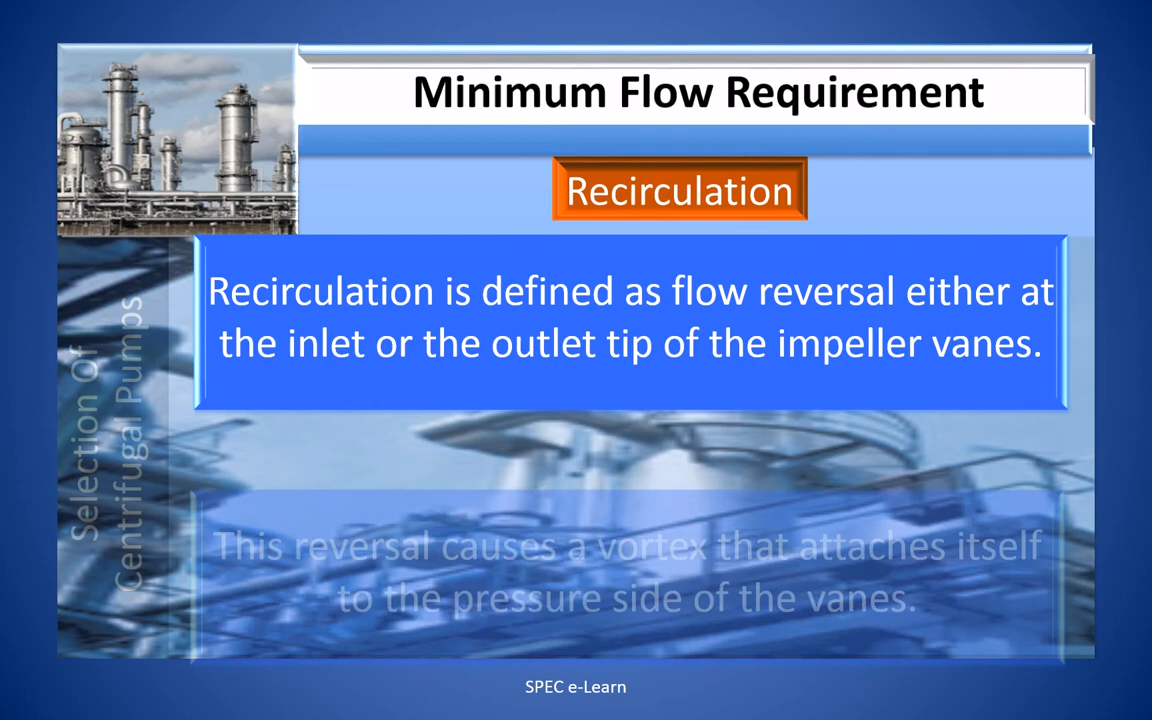 Minimum Flow Requirement
Recirculation
Recirculation is defined as flow reversal either at
the inlet or the outlet tip of the impeller vanes.
Selection Of
Centrifugal Pumps
This reversal causes a vortex that attaches itself
to the pressure side of the vanes.
SPEC e-Learn